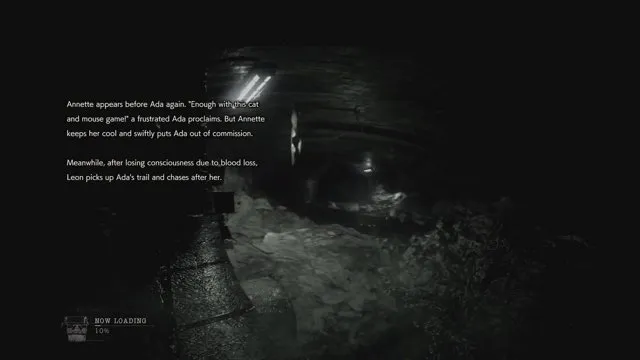 Annette appears before Ada again. "Enough with this cat
and mouse game!" a frustrated Ada proclaims. But Annette
keeps her cool and swiftly puts Ada out of commission.
Meanwhile, after losing consciousness due to blood loss,
Leon picks up Ada's trail and chases after her.
NOW LOADING
10%